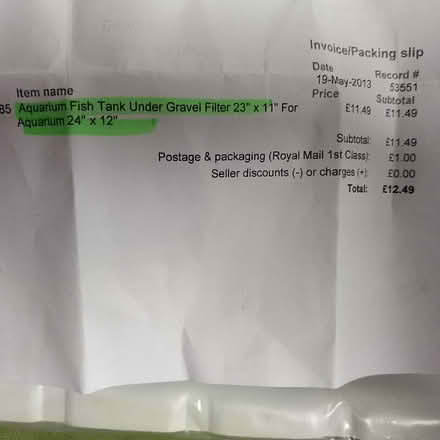 Invoice/Packing slip
Date Record #
19-May-2013 53551
Item name Price Subtotal
85 Aquarium Fish Tank Under Gravel Filter 23" x 11" For £11.49 £11.49
Aquarium 24" x 12"
Subtotal: £11.49
Postage & packaging (Royal Mail 1st Class): £1.00
Seller discounts (-) or charges (+): £0.00
Total: £12.49